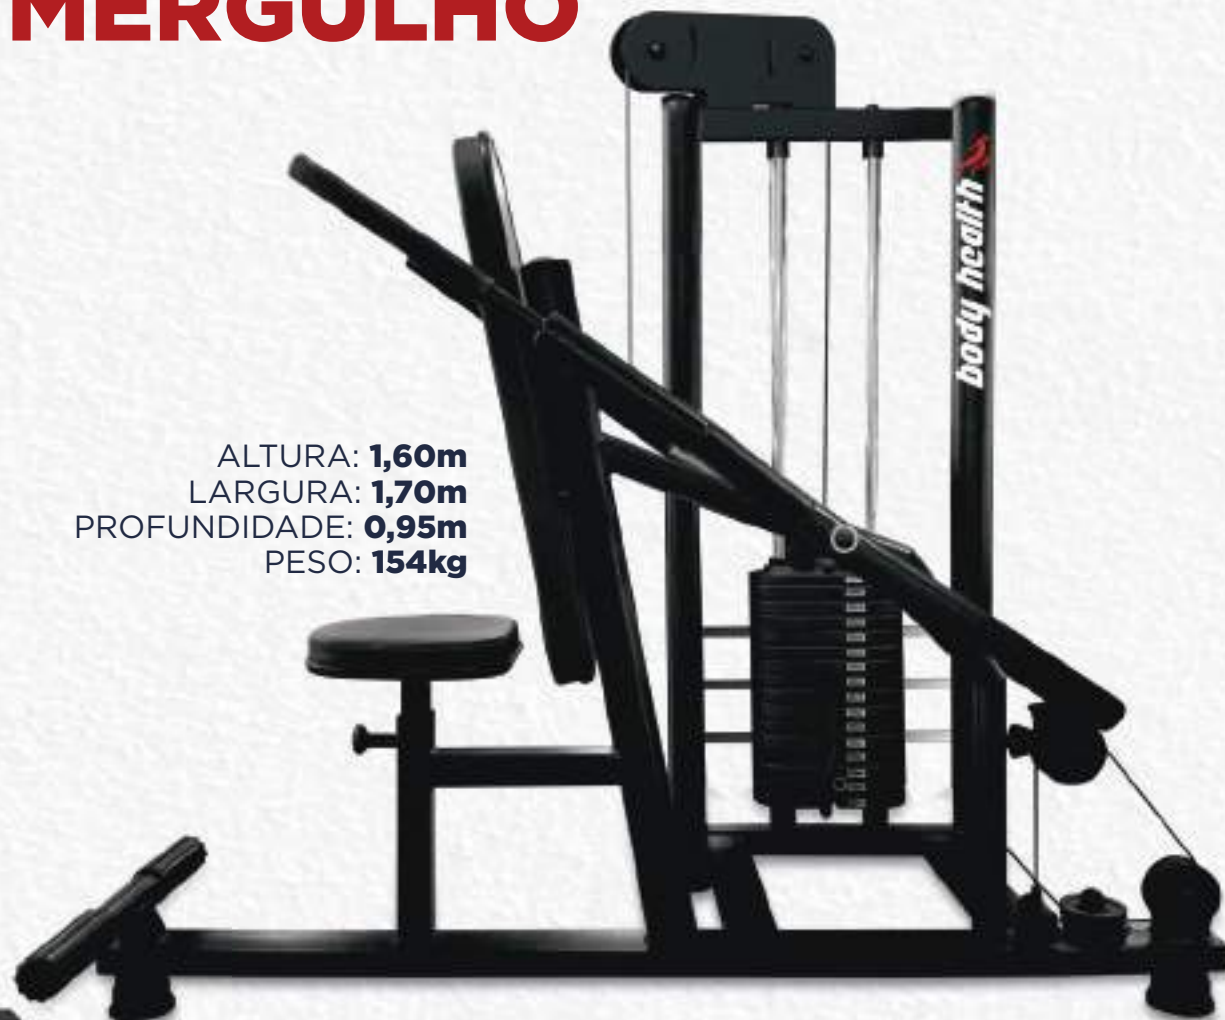 MERGULHO
body health
ALTURA: 1,60m
LARGURA: 1,70m
PROFUNDIDADE: 0,95m
PESO: 154kg